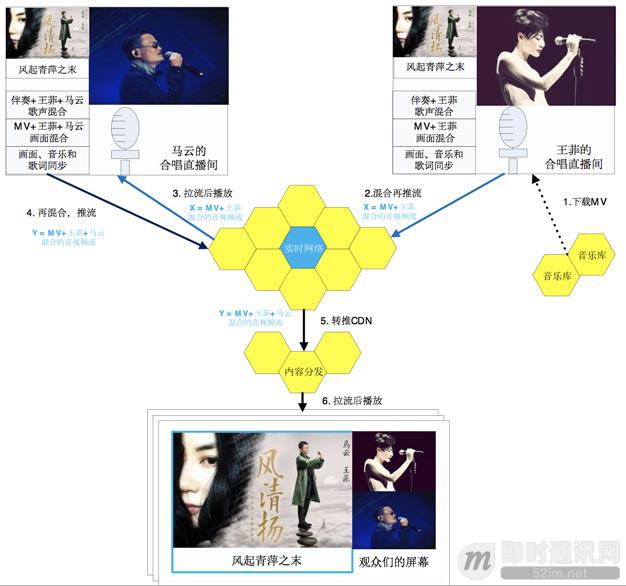 风清扬
风起青萍之末
伴奏+王菲+马云
歌声混合
MV+王菲+马云
画面混合
画面、音乐和
歌词同步
马云的
合唱直播间
风清扬
风起青萍之末
伴奏+王菲
歌声混合
MV+王菲
画面混合
画面、音乐和
歌词同步
王菲的
合唱直播间
3. 拉流后播放
X = MV+王菲
混合的音视频流
2.混合再推流
X = MV+王菲
混合的音视频流
1.下载MV
4. 再混合，推流
Y = MV+王菲+马云
混合的音视频流
实时网络
音乐库
音乐库
Y = MV+王菲+马云
混合的音视频流
5. 转推CDN
内容分发
6. 拉流后播放
风清扬
马云 王菲
风起青萍之末
观众们的屏幕
即时通讯网
52im.net